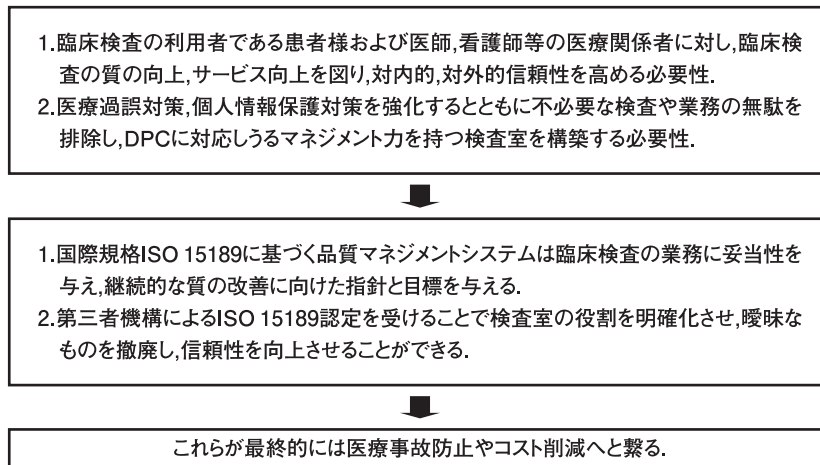 1.臨床検査の利用者である患者様および医師,看護師等の医療関係者に対し,臨床検
査の質の向上,サービス向上を図り,対内的,対外的信頼性を高める必要性.
2.医療過誤対策,個人情報保護対策を強化するとともに不必要な検査や業務の無駄を
排除し,DPCに対応しうるマネジメント力を持つ検査室を構築する必要性.
1.国際規格ISO 15189に基づく品質マネジメントシステムは臨床検査の業務に妥当性を
与え,継続的な質の改善に向けた指針と目標を与える.
2.第三者機構によるISO 15189認定を受けることで検査室の役割を明確化させ,曖昧な
ものを撤廃し,信頼性を向上させることができる.
これらが最終的には医療事故防止やコスト削減へと繋る.